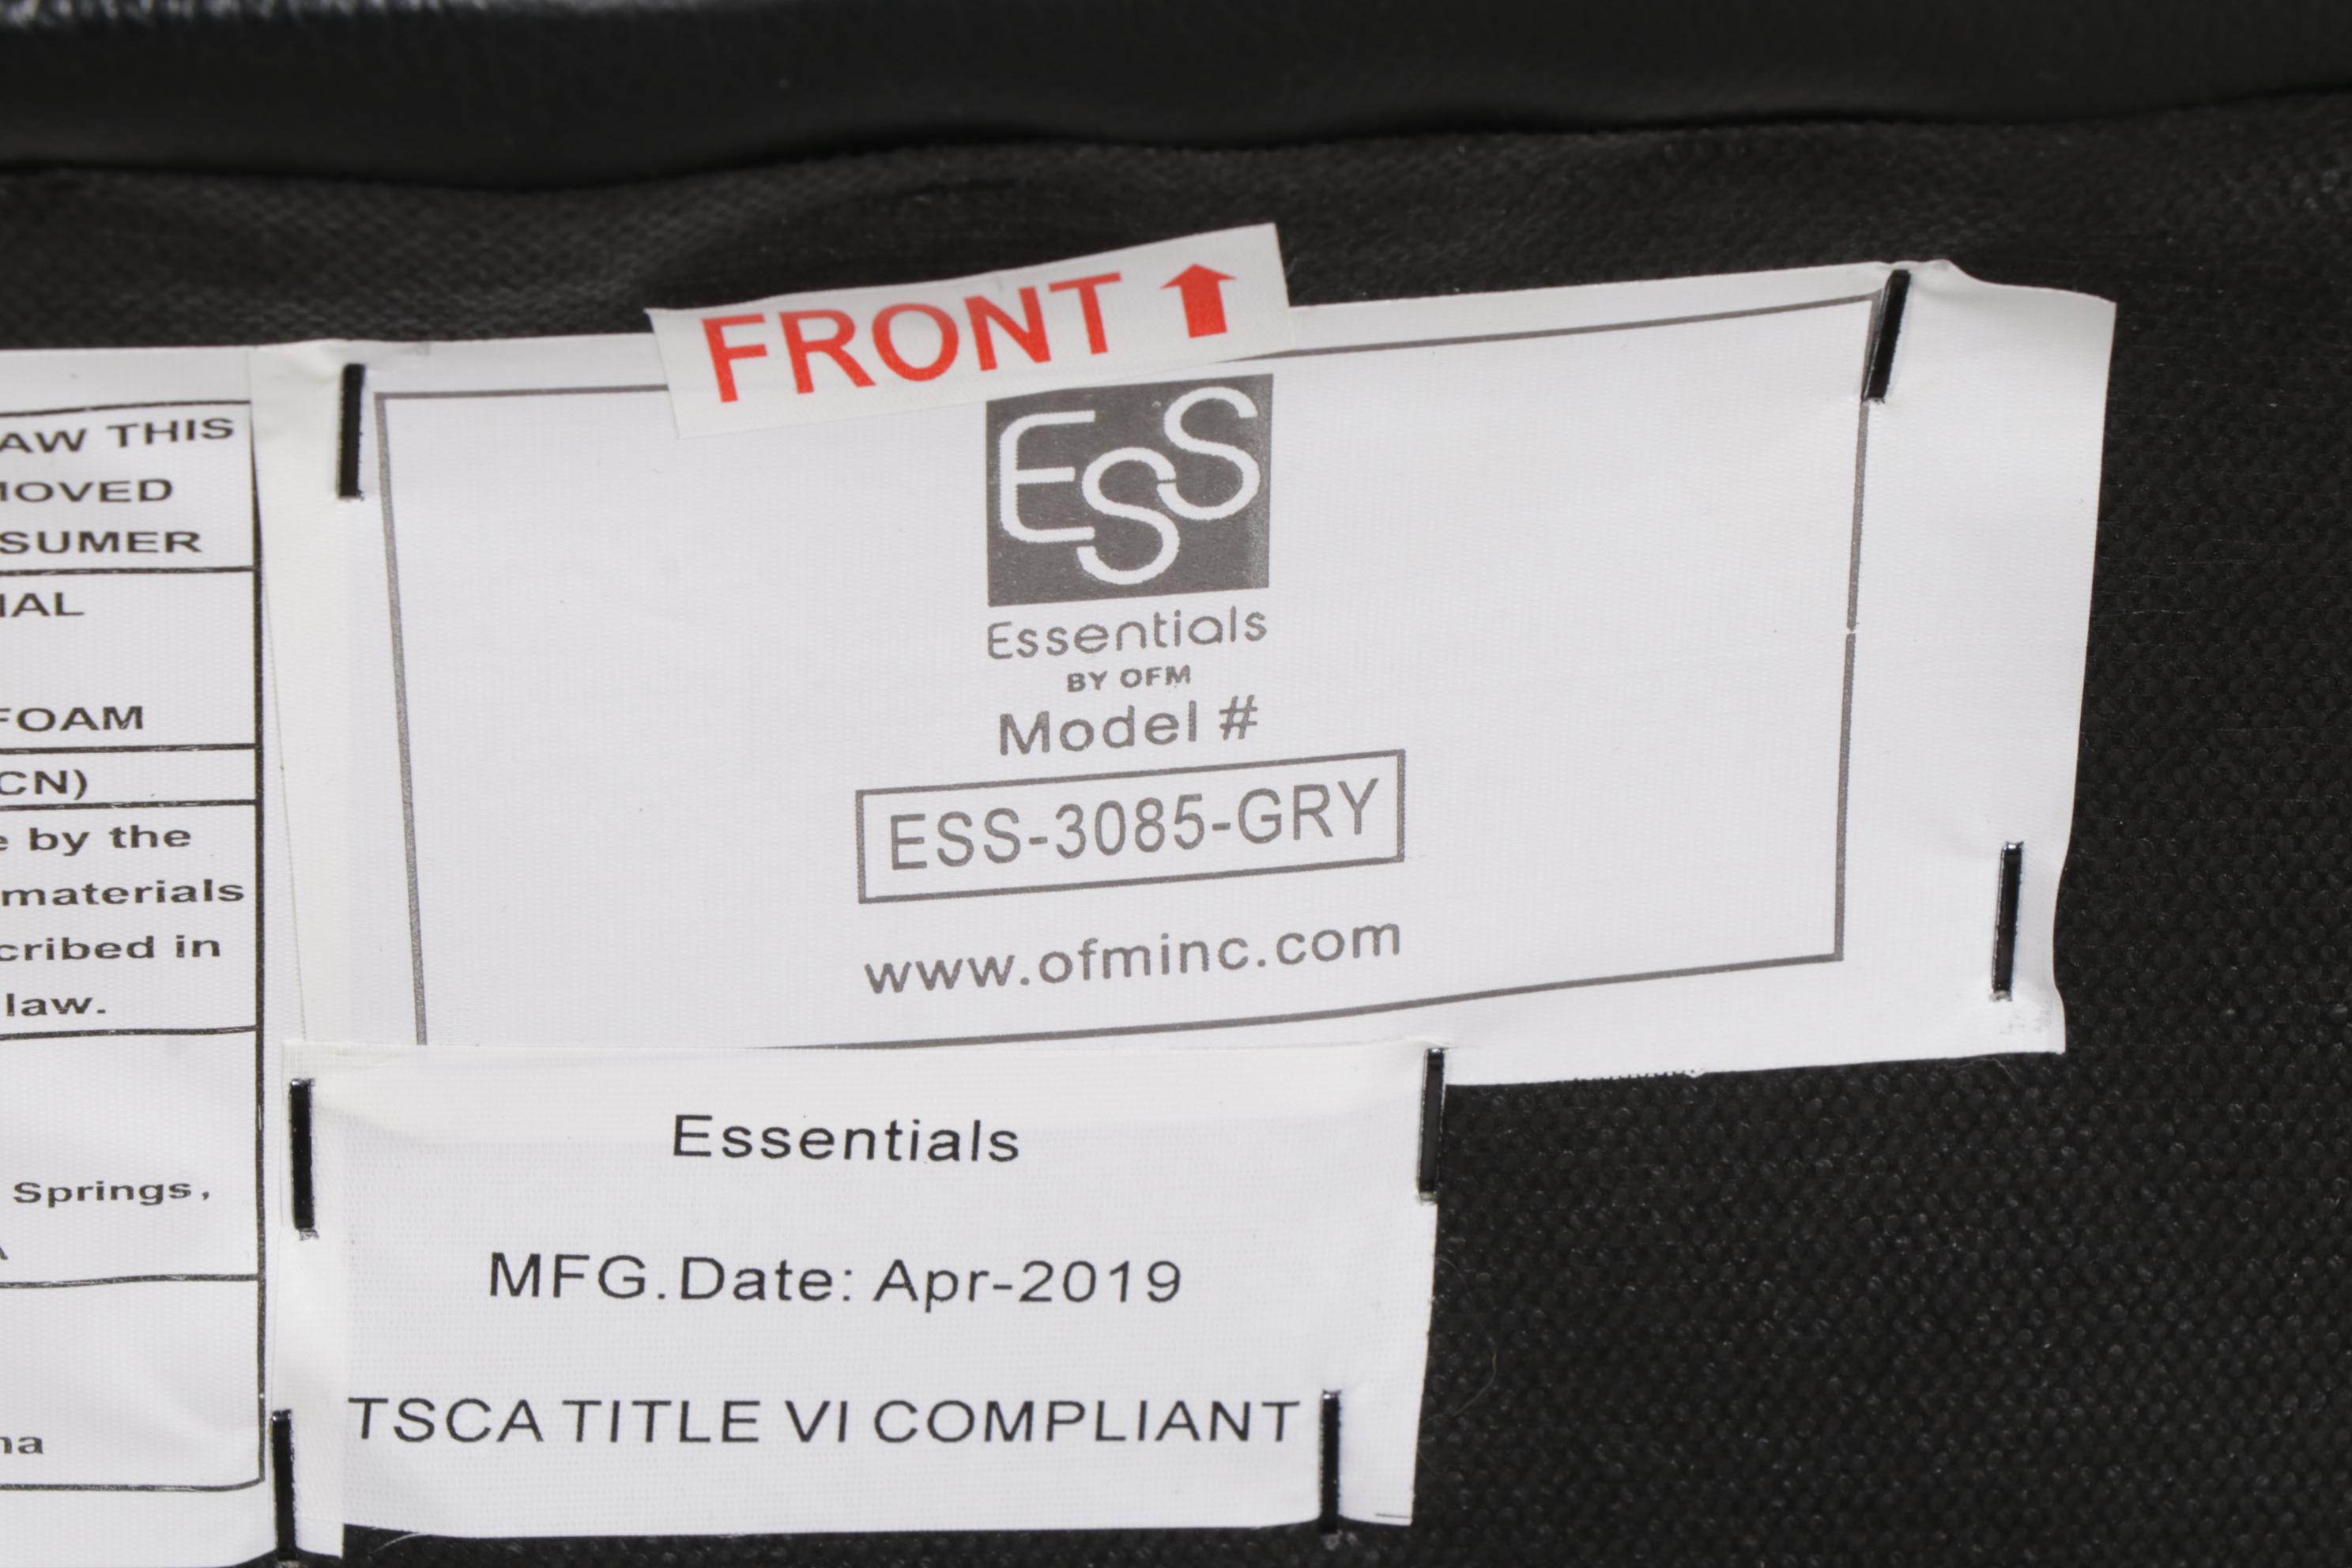 FRONT
ESS
Essentials
BY OFM
Model #
ESS-3085-GRY
www.ofminc.com
AW THIS
MOVED
SUMER
IAL
FOAM
CN)
e by the
materials
cribed in
law.
Springs,
na
Essentials
MFG.Date: Apr-2019
TSCA TITLE VI COMPLIANT